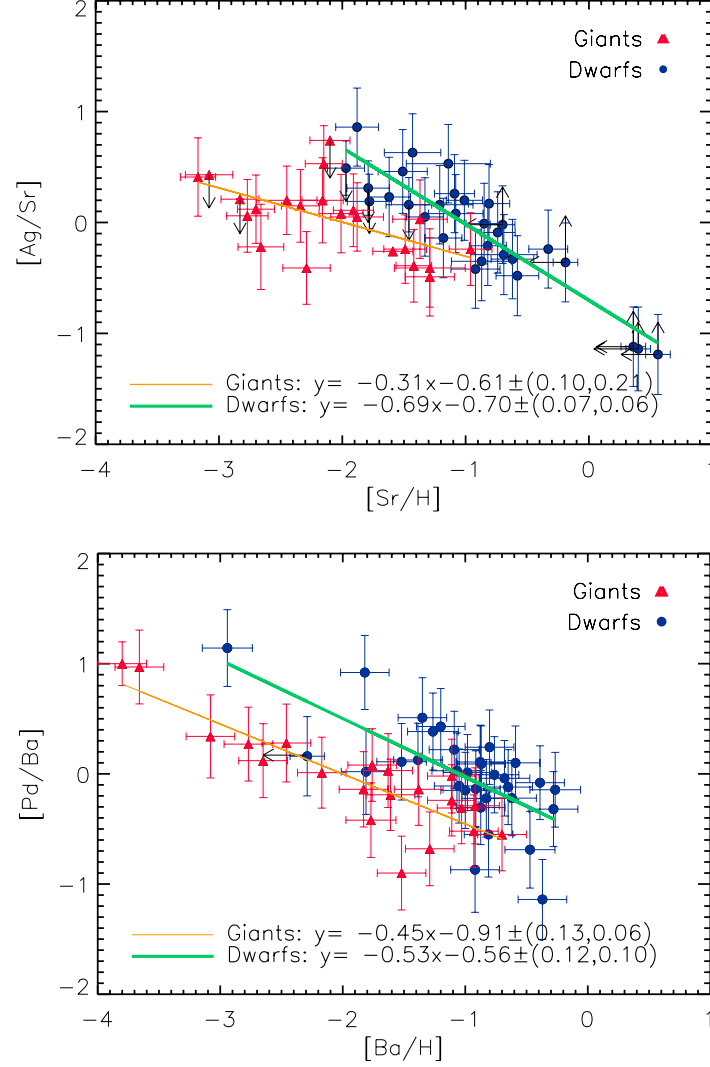 2
Giants
Dwarfs
1
[Ag/Sr]
0
−1
Giants: y= −0.31x−0.61±(0.10,0.21)
Dwarfs: y= −0.69x−0.70±(0.07,0.06)
−2
−4 −3 −2 −1 0 1
[Sr/H]
2
Giants
Dwarfs
1
[Pd/Ba]
0
−1
Giants: y= −0.45x−0.91±(0.13,0.06)
Dwarfs: y= −0.53x−0.56±(0.12,0.10)
−2
−4 −3 −2 −1 0 1
[Ba/H]